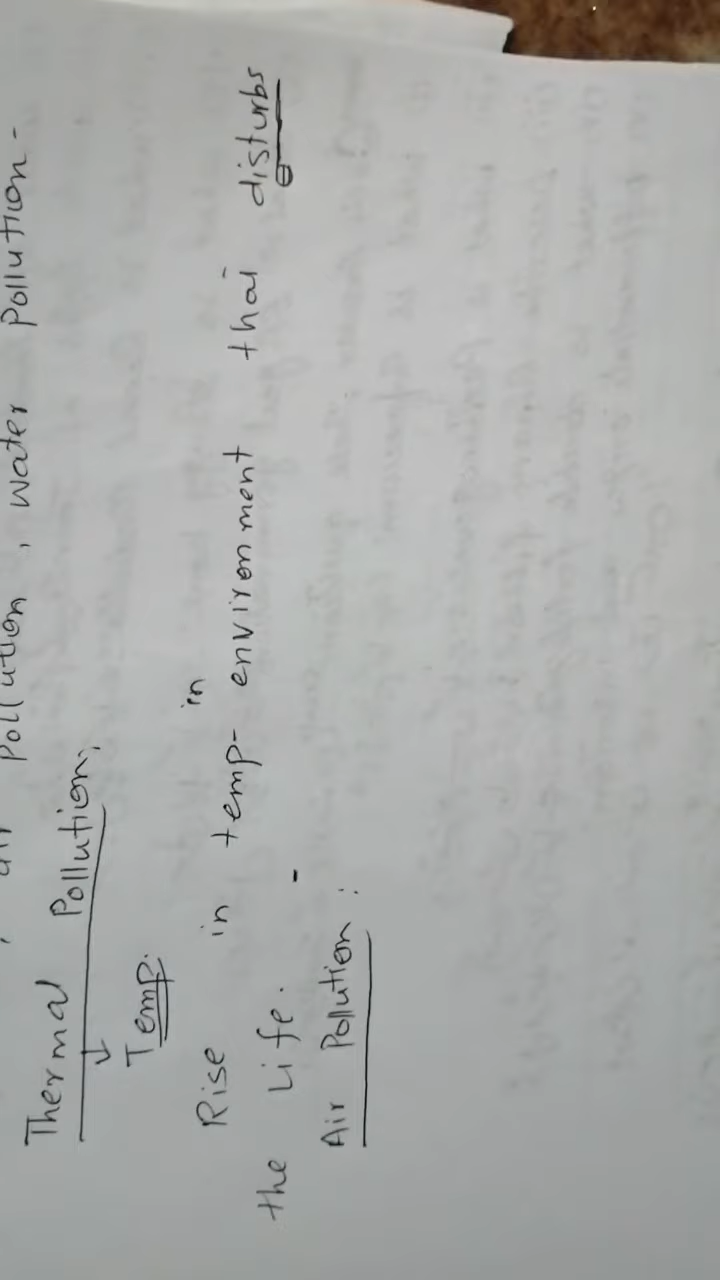 Pollution, water Pollution-
Thermal Pollution,
Temp.
Rise in temp- in environment that disturbs
the Life. -
Air Pollution: